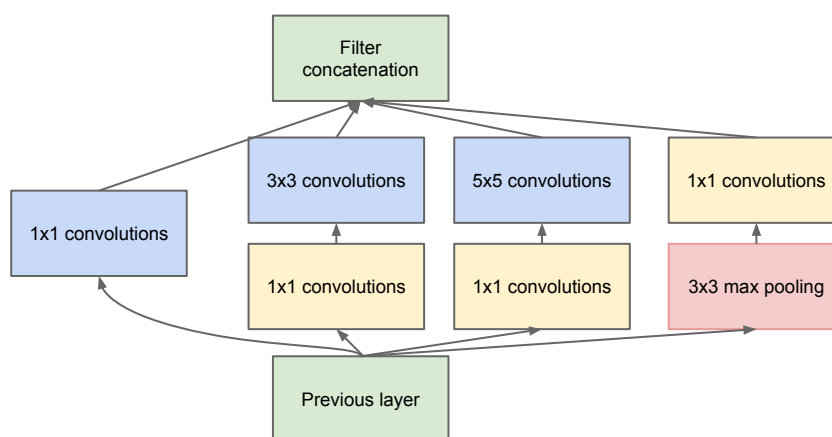 Filter
concatenation
3x3 convolutions
5x5 convolutions
1x1 convolutions
1x1 convolutions
1x1 convolutions
1x1 convolutions
3x3 max pooling
Previous layer